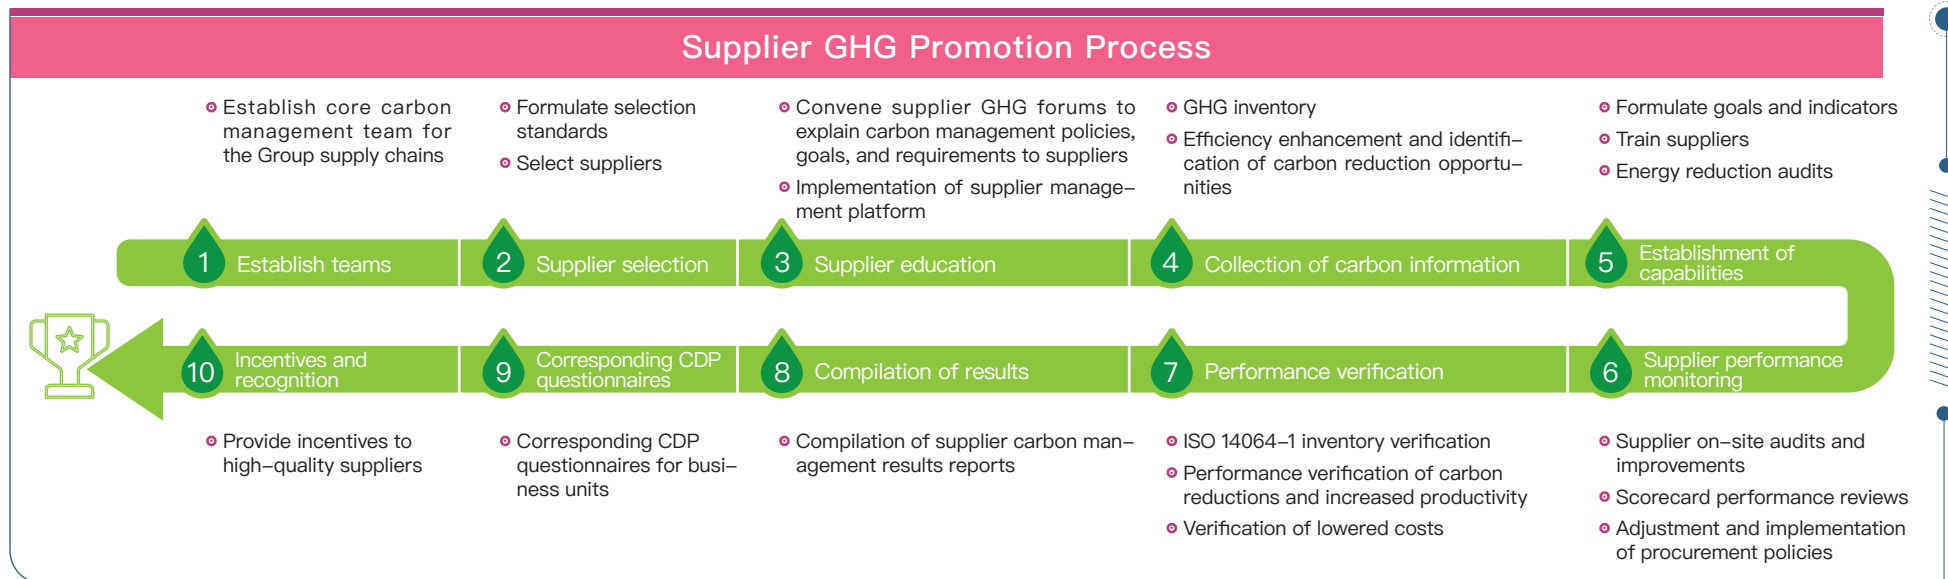 Supplier GHG Promotion Process
Establish core carbon
management team for
the Group supply chains
Formulate selection
standards
Select suppliers
Convene supplier GHG forums to
explain carbon management policies,
goals, and requirements to suppliers
Implementation of supplier manage–
ment platform
GHG inventory
Efficiency enhancement and identifi–
cation of carbon reduction opportu–
nities
Formulate goals and indicators
Train suppliers
Energy reduction audits
1 Establish teams
2 Supplier selection
3 Supplier education
4 Collection of carbon information
5 Establishment of
capabilities
6 Supplier performance
monitoring
7 Performance verification
8 Compilation of results
9 Corresponding CDP
questionnaires
10 Incentives and
recognition
Provide incentives to
high–quality suppliers
Corresponding CDP
questionnaires for busi–
ness units
Compilation of supplier carbon man–
agement results reports
ISO 14064–1 inventory verification
Performance verification of carbon
reductions and increased productivity
Verification of lowered costs
Supplier on–site audits and
improvements
Scorecard performance reviews
Adjustment and implementation
of procurement policies